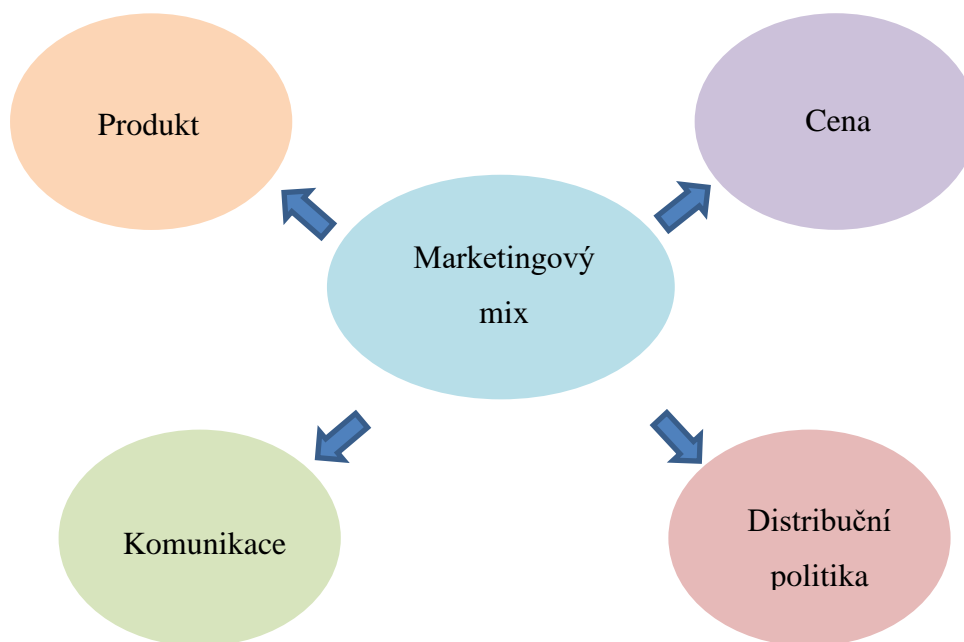 Produkt
Cena
Marketingový
mix
Komunikace
Distribuční
politika